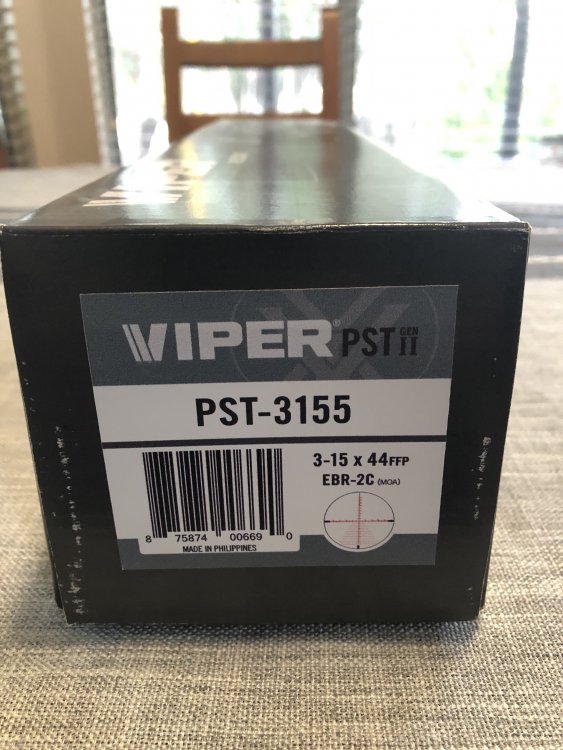 VIPER® PST GEN II
PST-3155
3-15 x 44 FFP
EBR-2C (MOA)
8 75874 00669 0
MADE IN PHILIPPINES